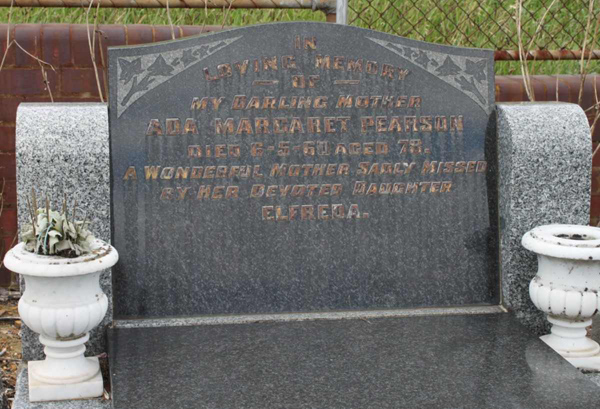 IN
LOVING MEMORY
OF
MY DARLING MOTHER
ADA MARGARET PEARSON
DIED 6-5-61 AGED 78.
A WONDERFUL MOTHER SADLY MISSED
BY HER DEVOTED DAUGHTER
ELFREDA.